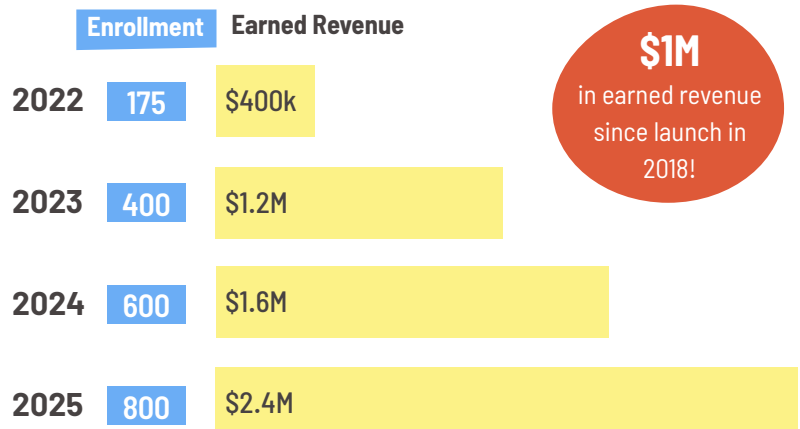 Enrollment Earned Revenue
$1M
in earned revenue
since launch in
2018!
2022 175 $400k
2023 400 $1.2M
2024 600 $1.6M
2025 800 $2.4M